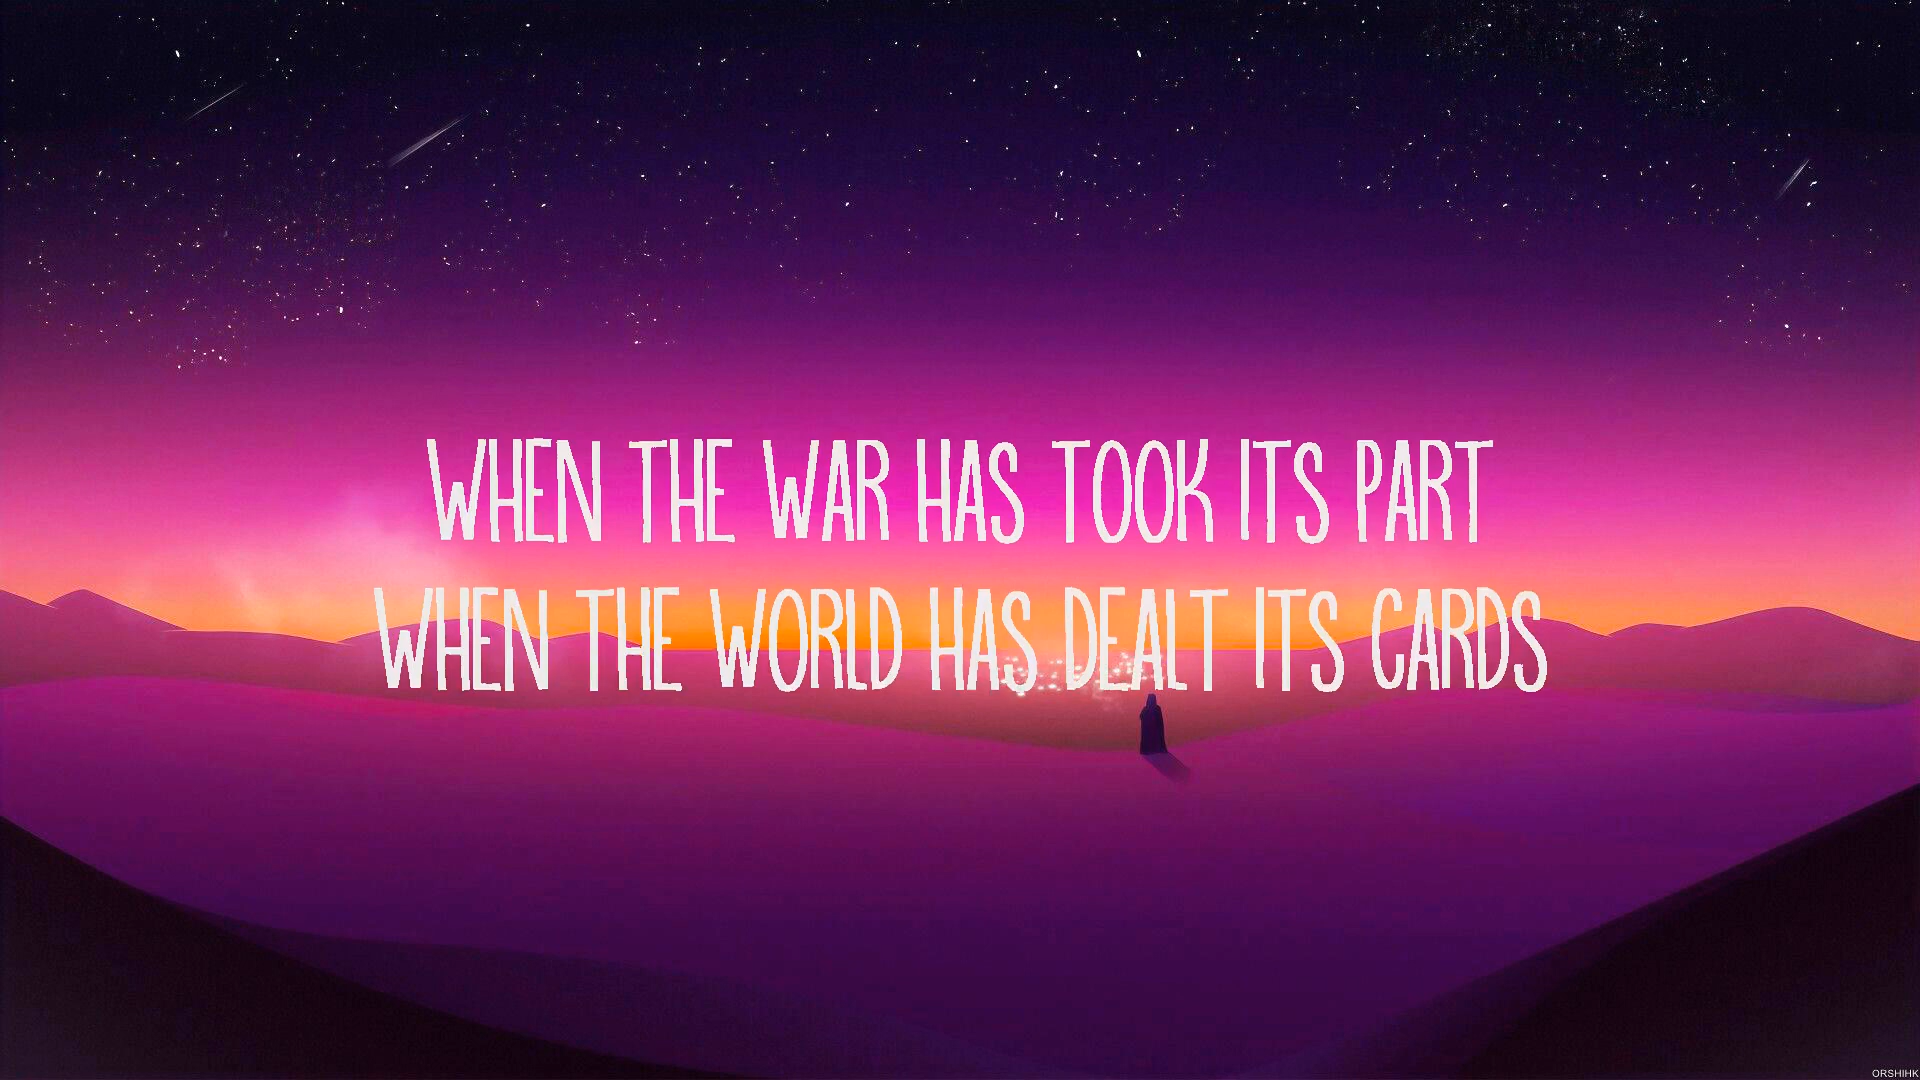 WHEN THE WAR HAS TOOK ITS PART
WHEN THE WORLD HAS DEALT ITS CARDS
ORSHIHK